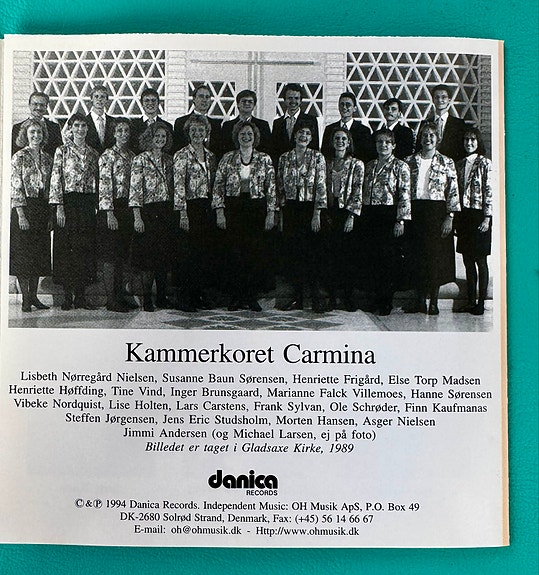 Kammerkoret Carmina
Lisbeth Nørregård Nielsen, Susanne Baun Sørensen, Henriette Frigård, Else Torp Madsen
Henriette Høffding, Tine Vind, Inger Brunsgaard, Marianne Falck Villemoes, Hanne Sørensen
Vibeke Nordquist, Lise Holten, Lars Carstens, Frank Sylvan, Ole Schrøder, Finn Kaufmanas
Steffen Jørgensen, Jens Eric Studsholm, Morten Hansen, Asger Nielsen
Jimmi Andersen (og Michael Larsen, ej på foto)
Billedet er taget i Gladsaxe Kirke, 1989
danica
RECORDS
©&℗ 1994 Danica Records. Independent Music: OH Musik ApS, P.O. Box 49
DK-2680 Solrød Strand, Denmark, Fax: (+45) 56 14 66 67
E-mail: oh@ohmusik.dk - Http://www.ohmusik.dk